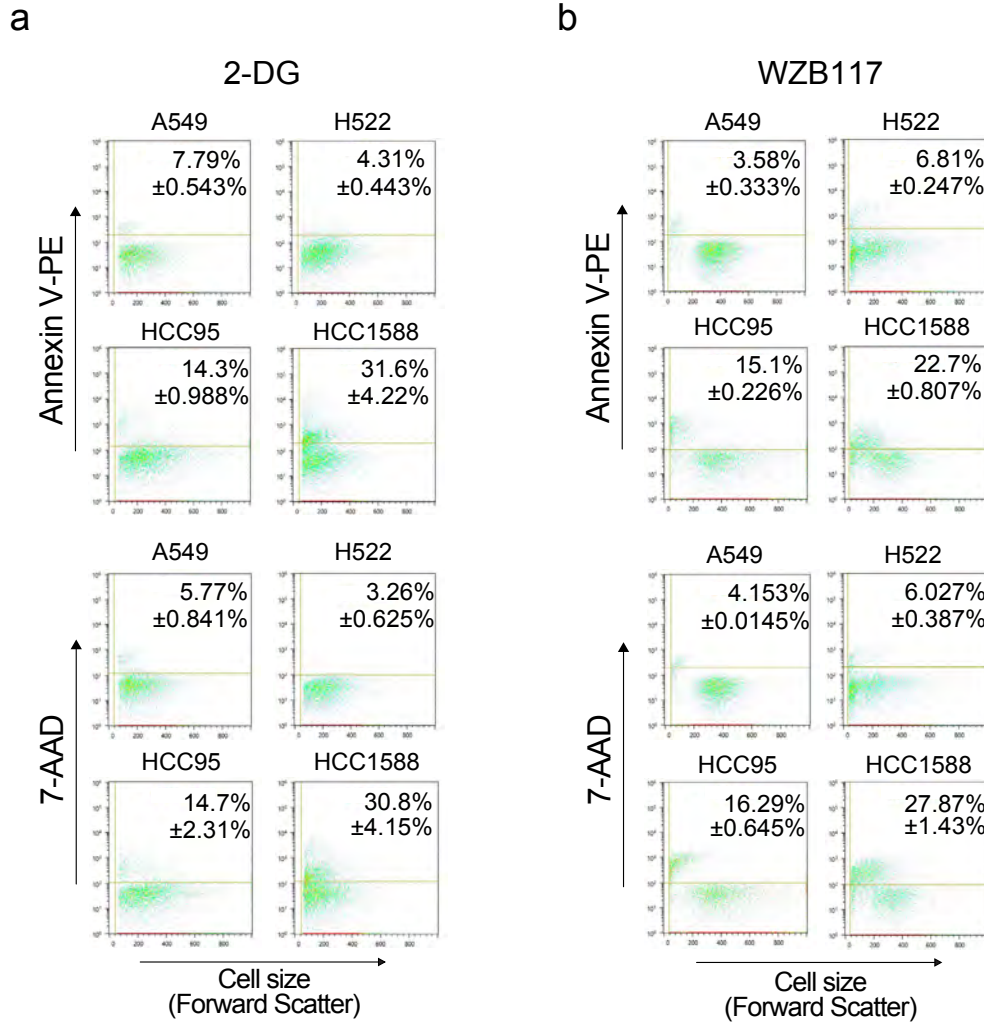 a
2-DG
A549 H522
7.79% 4.31%
±0.543% ±0.443%
HCC95 HCC1588
14.3% 31.6%
±0.988% ±4.22%
Annexin V-PE
A549 H522
5.77% 3.26%
±0.841% ±0.625%
HCC95 HCC1588
14.7% 30.8%
±2.31% ±4.15%
7-AAD
Cell size
(Forward Scatter)
b
WZB117
A549 H522
3.58% 6.81%
±0.333% ±0.247%
HCC95 HCC1588
15.1% 22.7%
±0.226% ±0.807%
Annexin V-PE
A549 H522
4.153% 6.027%
±0.0145% ±0.387%
HCC95 HCC1588
16.29% 27.87%
±0.645% ±1.43%
7-AAD
Cell size
(Forward Scatter)